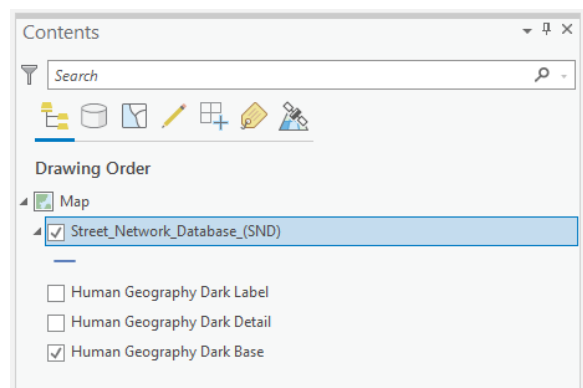 Contents
Search
Drawing Order
Map
Street_Network_Database_(SND)
Human Geography Dark Label
Human Geography Dark Detail
Human Geography Dark Base